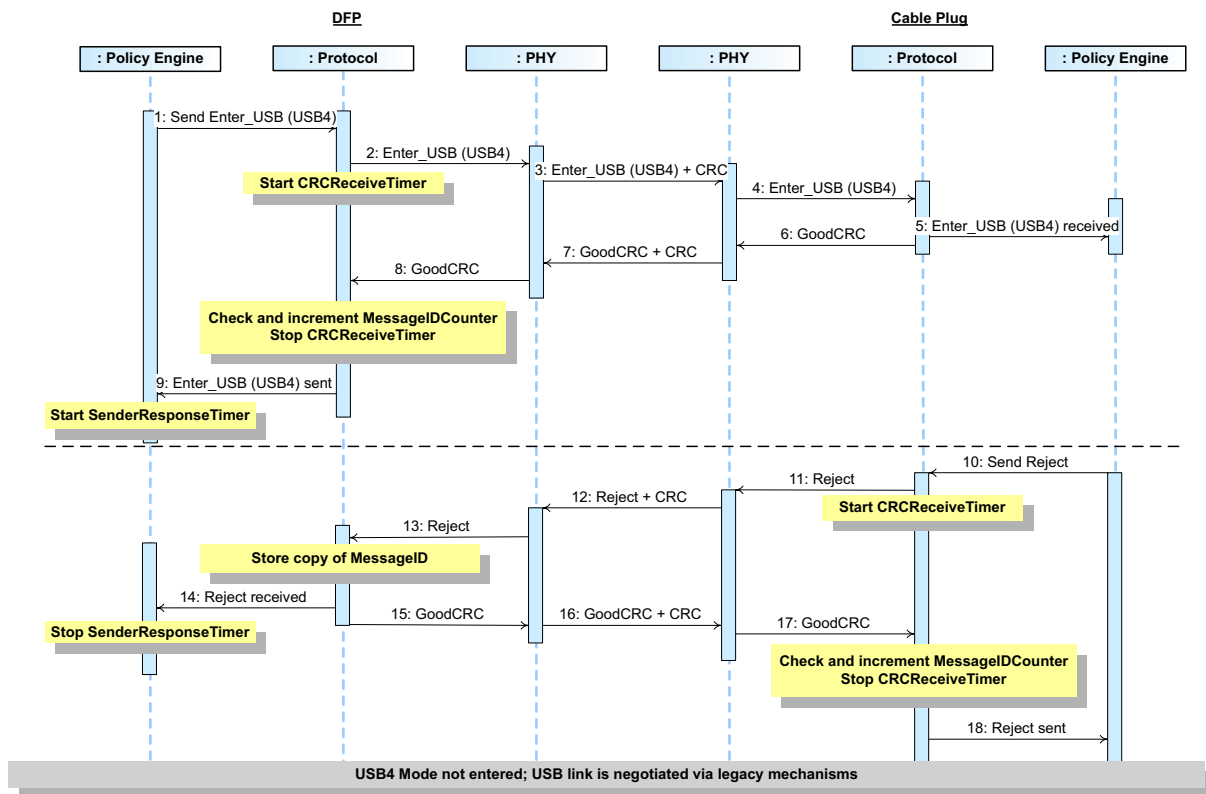 DFP
Cable Plug
: Policy Engine
: Protocol
: PHY
: PHY
: Protocol
: Policy Engine
1: Send Enter_USB (USB4)
2: Enter_USB (USB4)
3: Enter_USB (USB4) + CRC
Start CRCReceiveTimer
4: Enter_USB (USB4)
5: Enter_USB (USB4) received
6: GoodCRC
7: GoodCRC + CRC
8: GoodCRC
Check and increment MessageIDCounter
Stop CRCReceiveTimer
9: Enter_USB (USB4) sent
Start SenderResponseTimer
10: Send Reject
11: Reject
12: Reject + CRC
Start CRCReceiveTimer
13: Reject
Store copy of MessageID
14: Reject received
15: GoodCRC
16: GoodCRC + CRC
17: GoodCRC
Stop SenderResponseTimer
Check and increment MessageIDCounter
Stop CRCReceiveTimer
18: Reject sent
USB4 Mode not entered; USB link is negotiated via legacy mechanisms